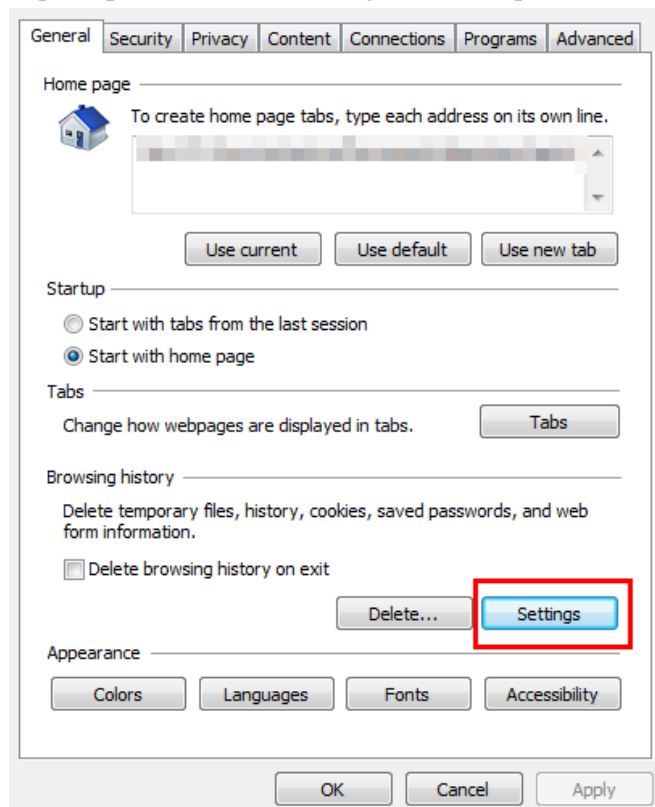 General Security Privacy Content Connections Programs Advanced
Home page
To create home page tabs, type each address on its own line.
Use current Use default Use new tab
Startup
Start with tabs from the last session
Start with home page
Tabs
Change how webpages are displayed in tabs. Tabs
Browsing history
Delete temporary files, history, cookies, saved passwords, and web
form information.
Delete browsing history on exit
Delete... Settings
Appearance
Colors Languages Fonts Accessibility
OK Cancel Apply